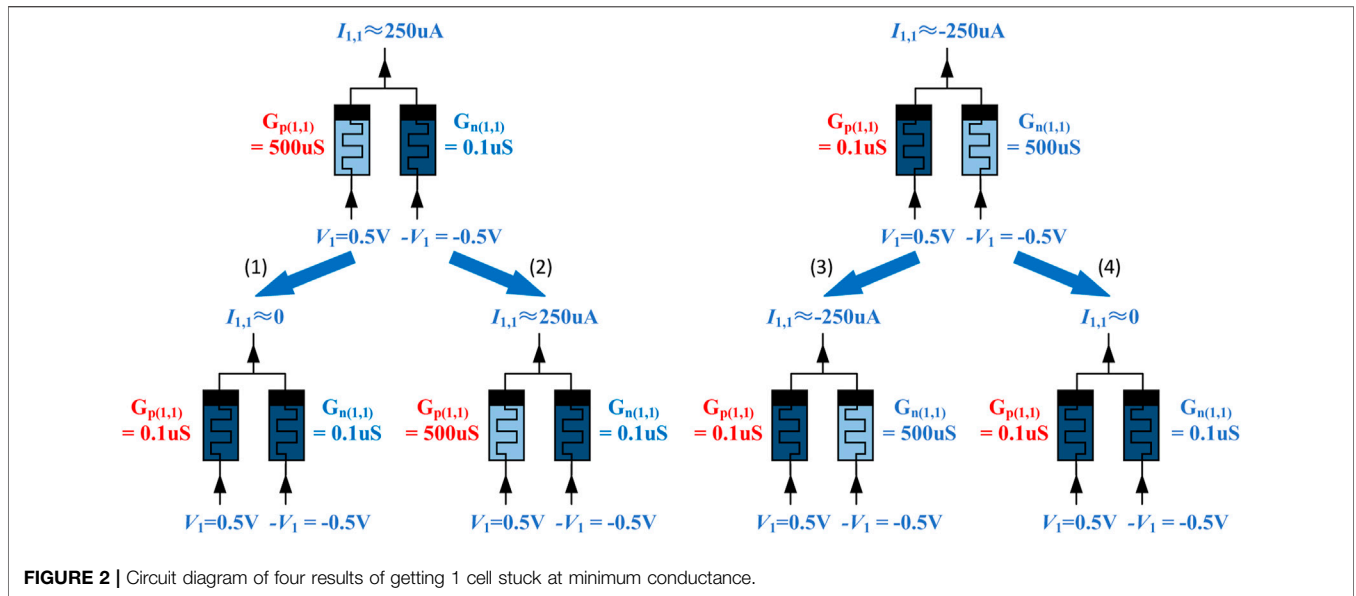 I1,1≈250uA
I1,1≈-250uA
Gp(1,1)
= 500uS
Gn(1,1)
= 0.1uS
Gp(1,1)
= 0.1uS
Gn(1,1)
= 500uS
V1=0.5V -V1 = -0.5V
V1=0.5V -V1 = -0.5V
(1)
(2)
(3)
(4)
I1,1≈0
I1,1≈250uA
I1,1≈-250uA
I1,1≈0
Gp(1,1)
= 0.1uS
Gn(1,1)
= 0.1uS
Gp(1,1)
= 500uS
Gn(1,1)
= 0.1uS
Gp(1,1)
= 0.1uS
Gn(1,1)
= 500uS
Gp(1,1)
= 0.1uS
Gn(1,1)
= 0.1uS
V1=0.5V -V1 = -0.5V
V1=0.5V -V1 = -0.5V
V1=0.5V -V1 = -0.5V
V1=0.5V -V1 = -0.5V
FIGURE 2 | Circuit diagram of four results of getting 1 cell stuck at minimum conductance.